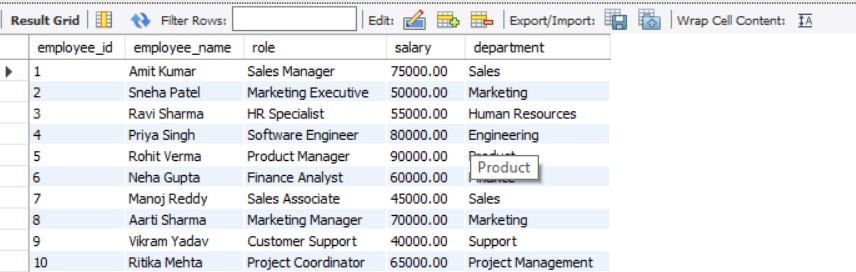 Result Grid Filter Rows: Edit: Export/Import: Wrap Cell Content: IA
employee_id employee_name role salary department
1 Amit Kumar Sales Manager 75000.00 Sales
2 Sneha Patel Marketing Executive 50000.00 Marketing
3 Ravi Sharma HR Specialist 55000.00 Human Resources
4 Priya Singh Software Engineer 80000.00 Engineering
5 Rohit Verma Product Manager 90000.00 Product
Product
6 Neha Gupta Finance Analyst 60000.00 Finance
7 Manoj Reddy Sales Associate 45000.00 Sales
8 Aarti Sharma Marketing Manager 70000.00 Marketing
9 Vikram Yadav Customer Support 40000.00 Support
10 Ritika Mehta Project Coordinator 65000.00 Project Management